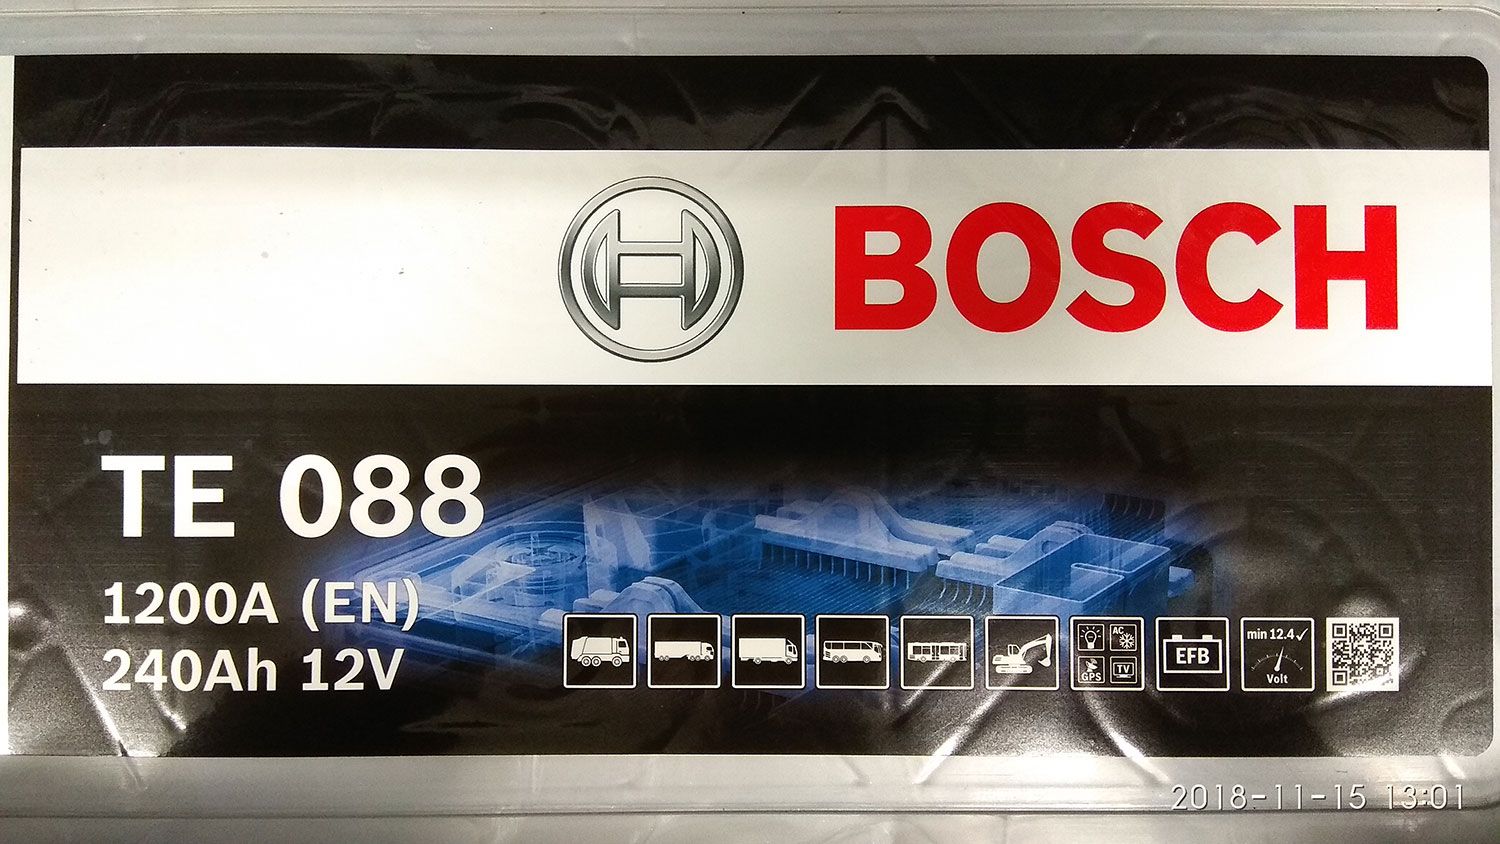 BOSCH
TE 088
1200A (EN)
240Ah 12V
AC
GPS
TV
EFB
min 12.4✓
Volt
2018-11-15 13:01